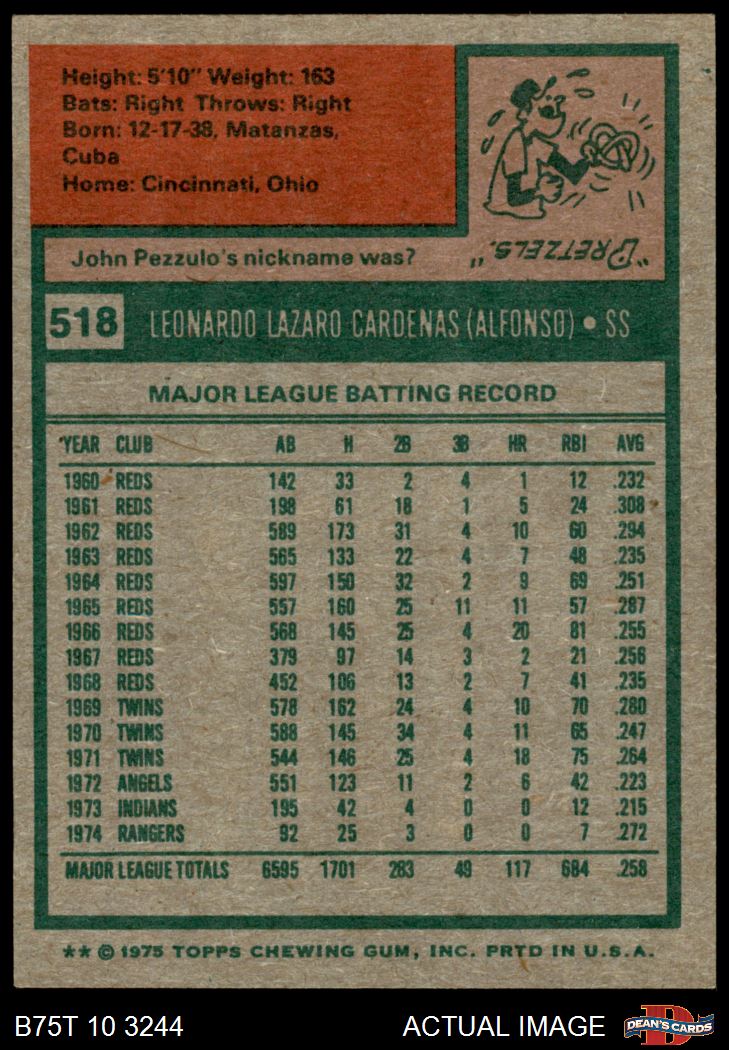 Height: 5'10" Weight: 163
Bats: Right Throws: Right
Born: 12-17-38, Matanzas,
Cuba
Home: Cincinnati, Ohio
John Pezzulo's nickname was?
"PRETZELS."
518 LEONARDO LAZARO CARDENAS (ALFONSO) • SS
MAJOR LEAGUE BATTING RECORD
YEAR CLUB AB H 2B 3B HR RBI AVG
1960 REDS 142 33 2 4 1 12 .232
1961 REDS 198 61 18 1 5 24 .308
1962 REDS 589 173 31 4 10 60 .294
1963 REDS 565 133 22 4 7 48 .235
1964 REDS 597 150 32 2 9 69 .251
1965 REDS 557 160 25 11 11 57 .287
1966 REDS 568 145 25 4 20 81 .255
1967 REDS 379 97 14 3 2 21 .256
1968 REDS 452 106 13 2 7 41 .235
1969 TWINS 578 162 24 4 10 70 .280
1970 TWINS 588 145 34 4 11 65 .247
1971 TWINS 544 146 25 4 18 75 .264
1972 ANGELS 551 123 11 2 6 42 .223
1973 INDIANS 195 42 4 0 0 12 .215
1974 RANGERS 92 25 3 0 0 7 .272
MAJOR LEAGUE TOTALS 6595 1701 283 49 117 684 .258
** © 1975 TOPPS CHEWING GUM, INC. PRTD IN U.S.A.
B75T 10 3244 ACTUAL IMAGE DEAN'S CARDS